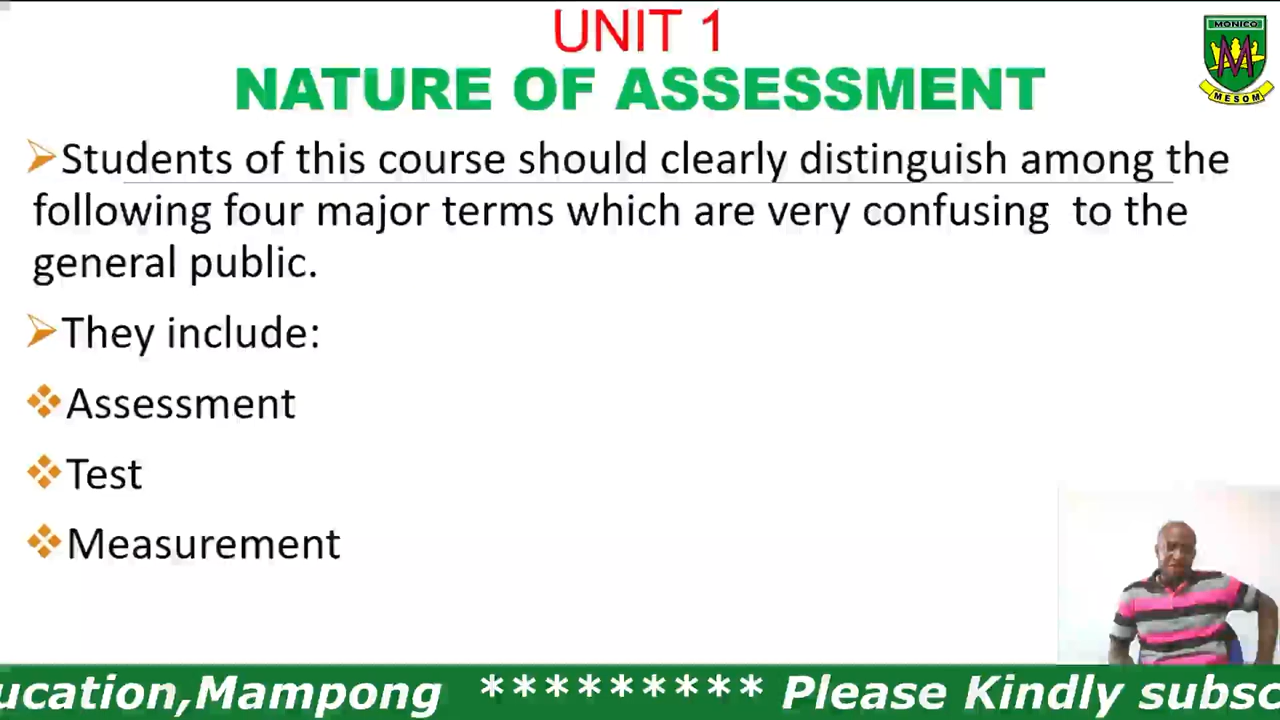 UNIT 1
NATURE OF ASSESSMENT
MONICO
M
MESOM
Students of this course should clearly distinguish among the
following four major terms which are very confusing to the
general public.
They include:
Assessment
Test
Measurement
ucation,Mampong ********* Please Kindly subsc